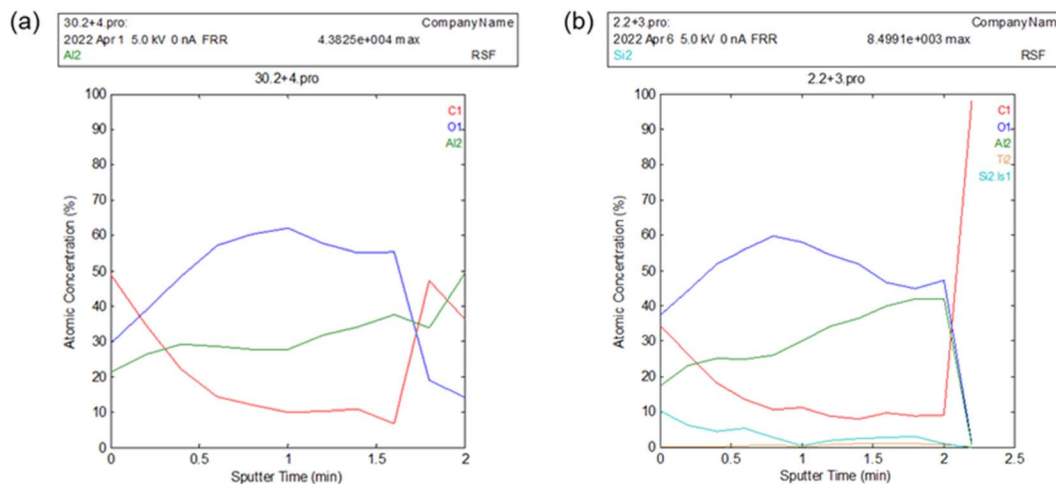 (a)
30.2+4.pro: CompanyName
2022 Apr 1 5.0 kV 0 nA FRR 4.3825e+004 max
Al2 RSF
30.2+4.pro
100
90
80
70
60
50
40
30
20
10
0
C1
O1
Al2
Atomic Concentration (%)
0 0.5 1 1.5 2
Sputter Time (min)
(b)
2.2+3.pro: CompanyName
2022 Apr 6 5.0 kV 0 nA FRR 8.4991e+003 max
Si2 RSF
2.2+3.pro
100
90
80
70
60
50
40
30
20
10
0
C1
O1
Al2
Ti2
Si2.ls1
Atomic Concentration (%)
0 0.5 1 1.5 2 2.5
Sputter Time (min)